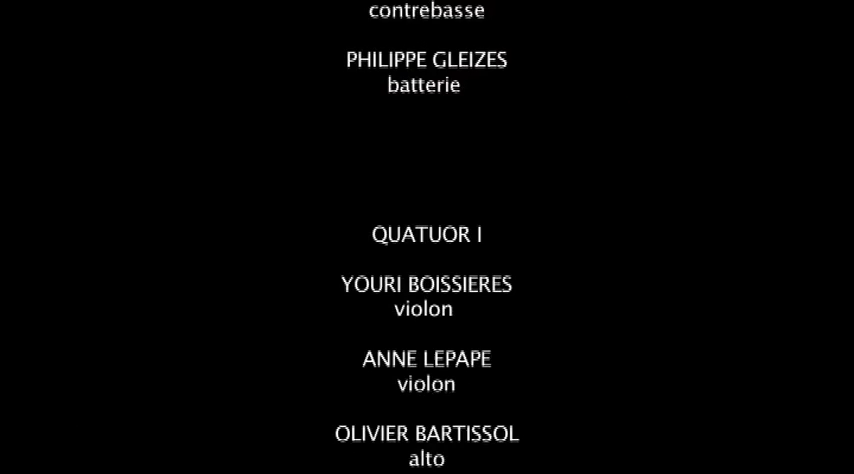 contrebasse
PHILIPPE GLEIZES
batterie
QUATUOR I
YOURI BOISSIERES
violon
ANNE LEPAPE
violon
OLIVIER BARTISSOL
alto